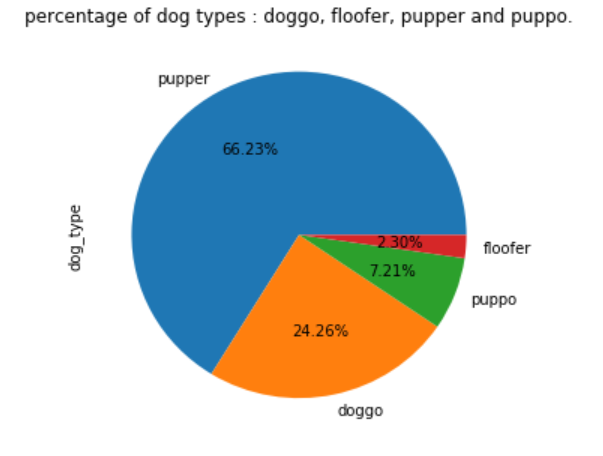 percentage of dog types : doggo, floofer, pupper and puppo.
pupper
66.23%
dog_type
2.30%
floofer
7.21%
puppo
24.26%
doggo